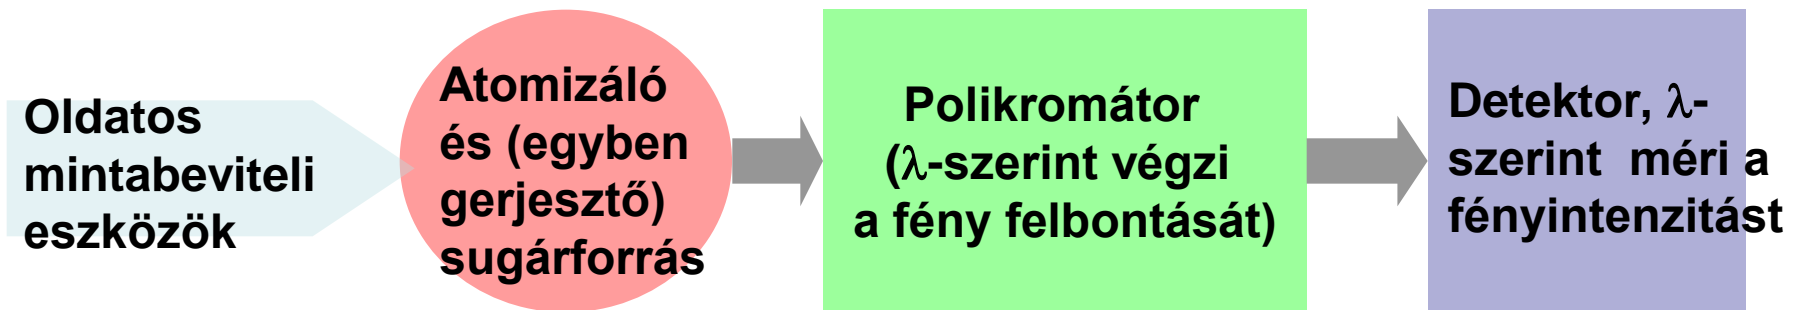 Oldatos
mintabeviteli
eszközök
Atomizáló
és (egyben
gerjesztő)
sugárforrás
Polikromátor
(λ-szerint végzi
a fény felbontását)
Detektor, λ-
szerint méri a
fényintenzitást